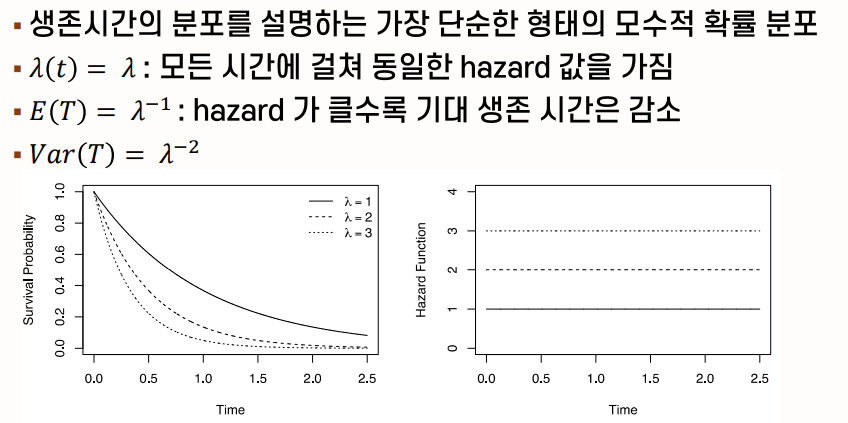 ▪ 생존시간의 분포를 설명하는 가장 단순한 형태의 모수적 확률 분포
▪ λ(t) = λ : 모든 시간에 걸쳐 동일한 hazard 값을 가짐
▪ E(T) = λ⁻¹ : hazard 가 클수록 기대 생존 시간은 감소
▪ Var(T) = λ⁻²
Survival Probability
1.0
0.8
0.6
0.4
0.2
0.0
λ = 1
λ = 2
λ = 3
0.0 0.5 1.0 1.5 2.0 2.5
Time
Hazard Function
4
3
2
1
0
0.0 0.5 1.0 1.5 2.0 2.5
Time